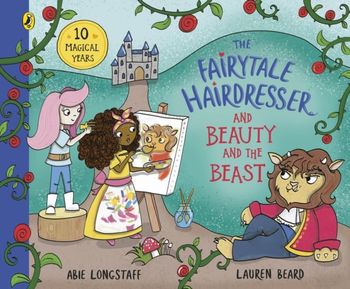 10
MAGICAL
YEARS
THE
FAIRYTALE
HAIRDRESSER
AND
BEAUTY
AND THE
BEAST
ABIE LONGSTAFF
LAUREN BEARD